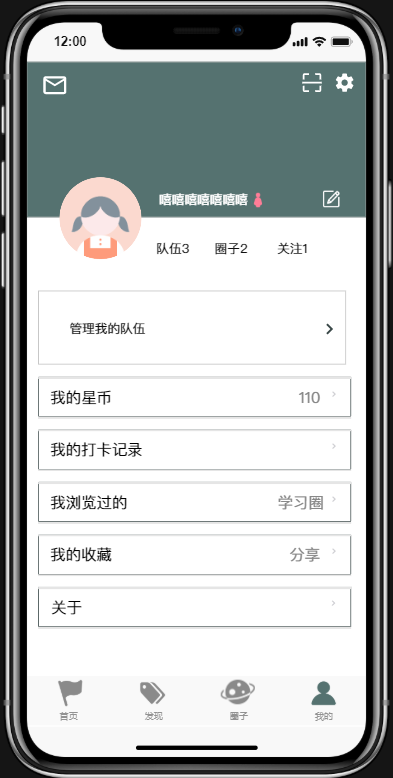 12:00
嘻嘻嘻嘻嘻嘻嘻
队伍3 圈子2 关注1
管理我的队伍
我的星币 110
我的打卡记录
我浏览过的 学习圈
我的收藏 分享
关于
首页 发现 圈子 我的